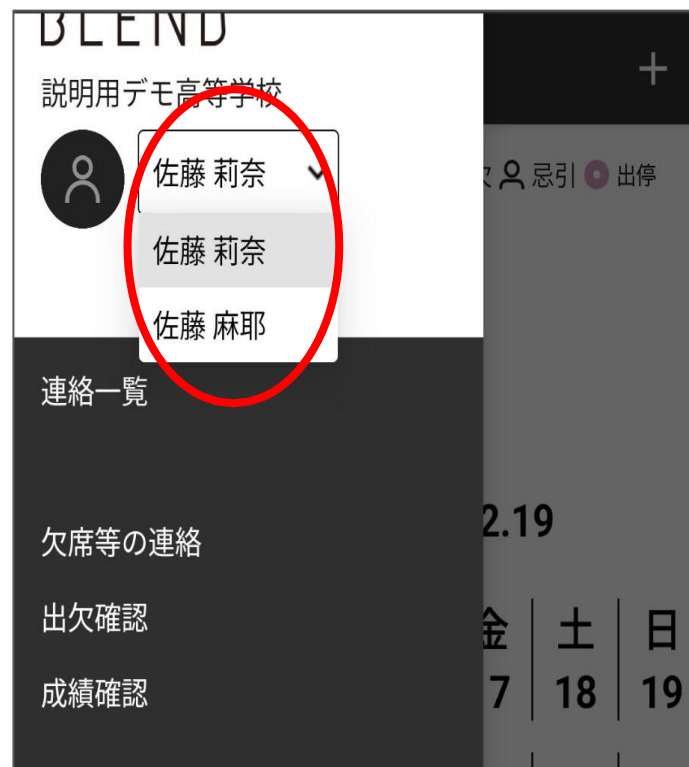 BLEND
説明用デモ高等学校
佐藤 莉奈
佐藤 莉奈
佐藤 麻耶
連絡一覧
欠席等の連絡
出欠確認
成績確認
+
忌引 出停
2.19
金 土 日
7 18 19